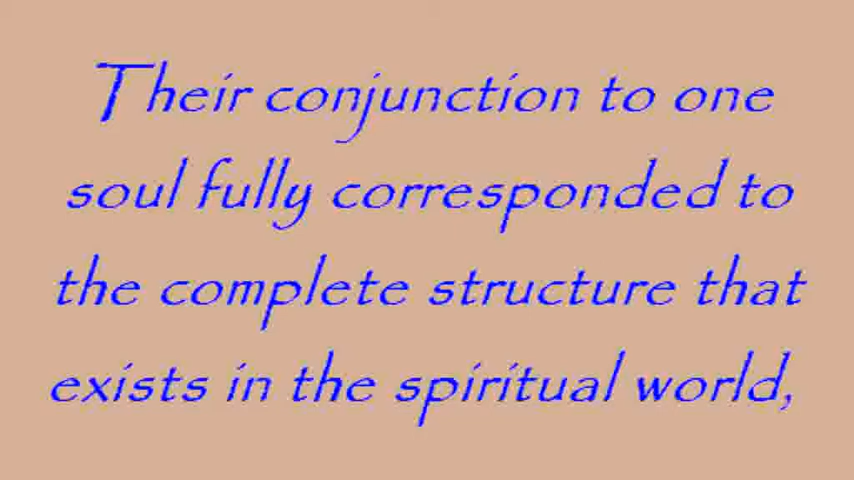 Their conjunction to one
soul fully corresponded to
the complete structure that
exists in the spiritual world,